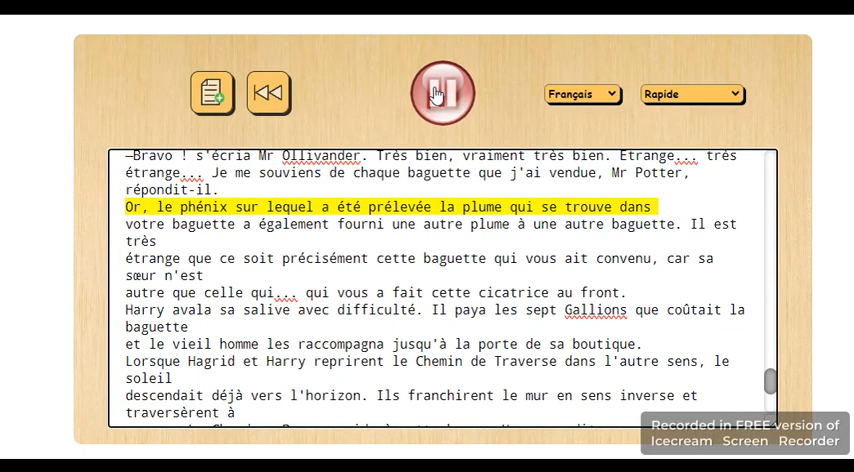 Français
Rapide
—Bravo ! s'écria Mr Ollivander. Très bien, vraiment très bien. Etrange... très
étrange... Je me souviens de chaque baguette que j'ai vendue, Mr Potter,
répondit-il.
Or, le phénix sur lequel a été prélevée la plume qui se trouve dans
votre baguette a également fourni une autre plume à une autre baguette. Il est
très
étrange que ce soit précisément cette baguette qui vous ait convenu, car sa
sœur n'est
autre que celle qui... qui vous a fait cette cicatrice au front.
Harry avala sa salive avec difficulté. Il paya les sept Gallions que coûtait la
baguette
et le vieil homme les raccompagna jusqu'à la porte de sa boutique.
Lorsque Hagrid et Harry reprirent le Chemin de Traverse dans l'autre sens, le
soleil
descendait déjà vers l'horizon. Ils franchirent le mur en sens inverse et
traversèrent à
Recorded in FREE version of
Icecream Screen Recorder